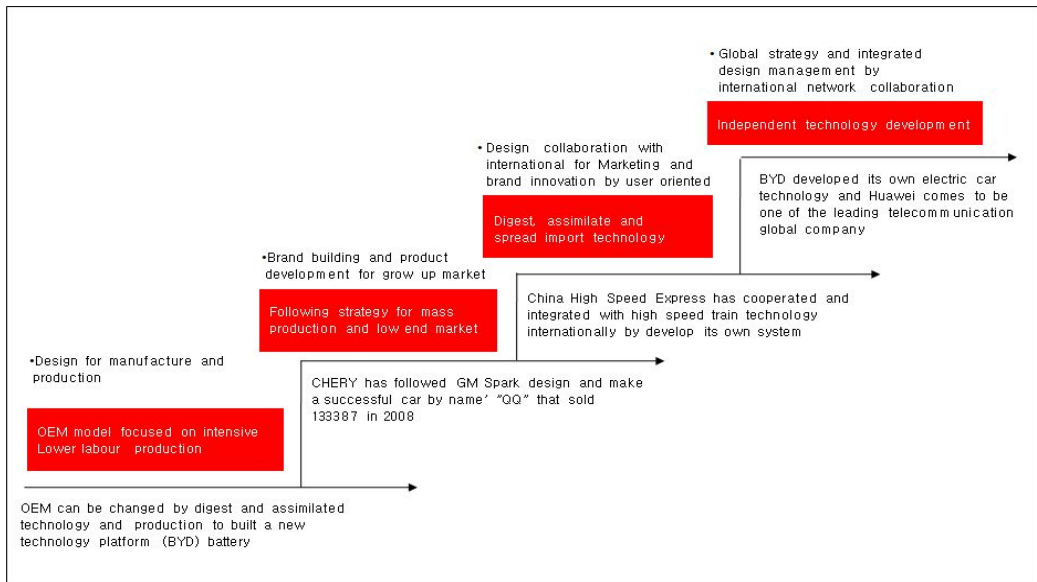 •Global strategy and integrated
design management by
international network collaboration
Independent technology development
•Design collaboration with
international for Marketing and
brand innovation by user oriented
BYD developed its own electric car
technology and Huawei comes to be
one of the leading telecommunication
global company
Digest, assimilate and
spread import technology
•Brand building and product
development for grow up market
China High Speed Express has cooperated and
integrated with high speed train technology
internationally by develop its own system
Following strategy for mass
production and low end market
•Design for manufacture and
production
CHERY has followed GM Spark design and make
a successful car by name' "QQ" that sold
133387 in 2008
OEM model focused on intensive
Lower labour production
OEM can be changed by digest and assimilated
technology and production to built a new
technology platform (BYD) battery